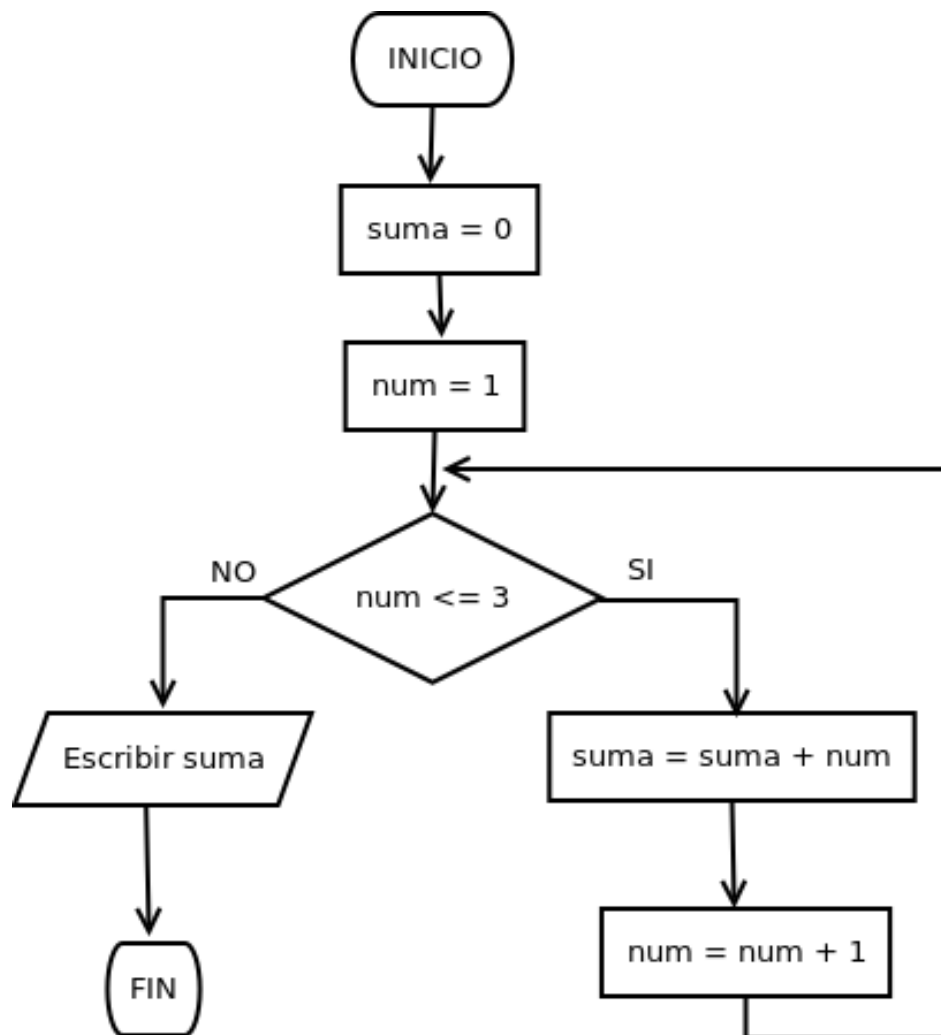 INICIO
suma = 0
num = 1
num <= 3
NO
SI
Escribir suma
suma = suma + num
num = num + 1
FIN